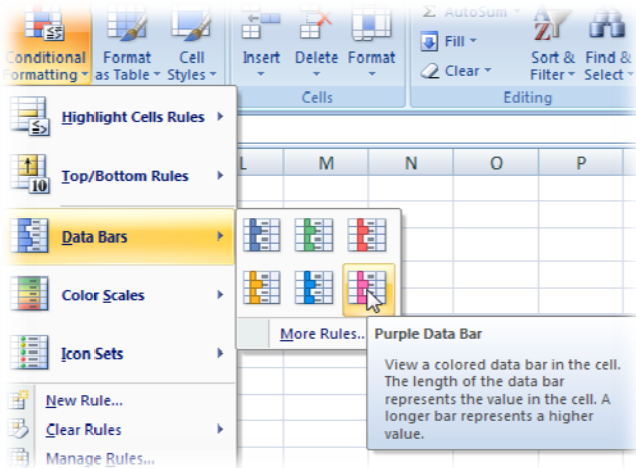 Σ AutoSum
Conditional Formatting
Format as Table
Cell Styles
Insert
Delete
Format
Fill
Clear
Sort & Filter
Find & Select
Cells
Editing
Highlight Cells Rules
Top/Bottom Rules
10
L M N O P
Data Bars
Color Scales
Icon Sets
More Rules...
Purple Data Bar
View a colored data bar in the cell.
The length of the data bar
represents the value in the cell. A
longer bar represents a higher
value.
New Rule...
Clear Rules
Manage Rules...